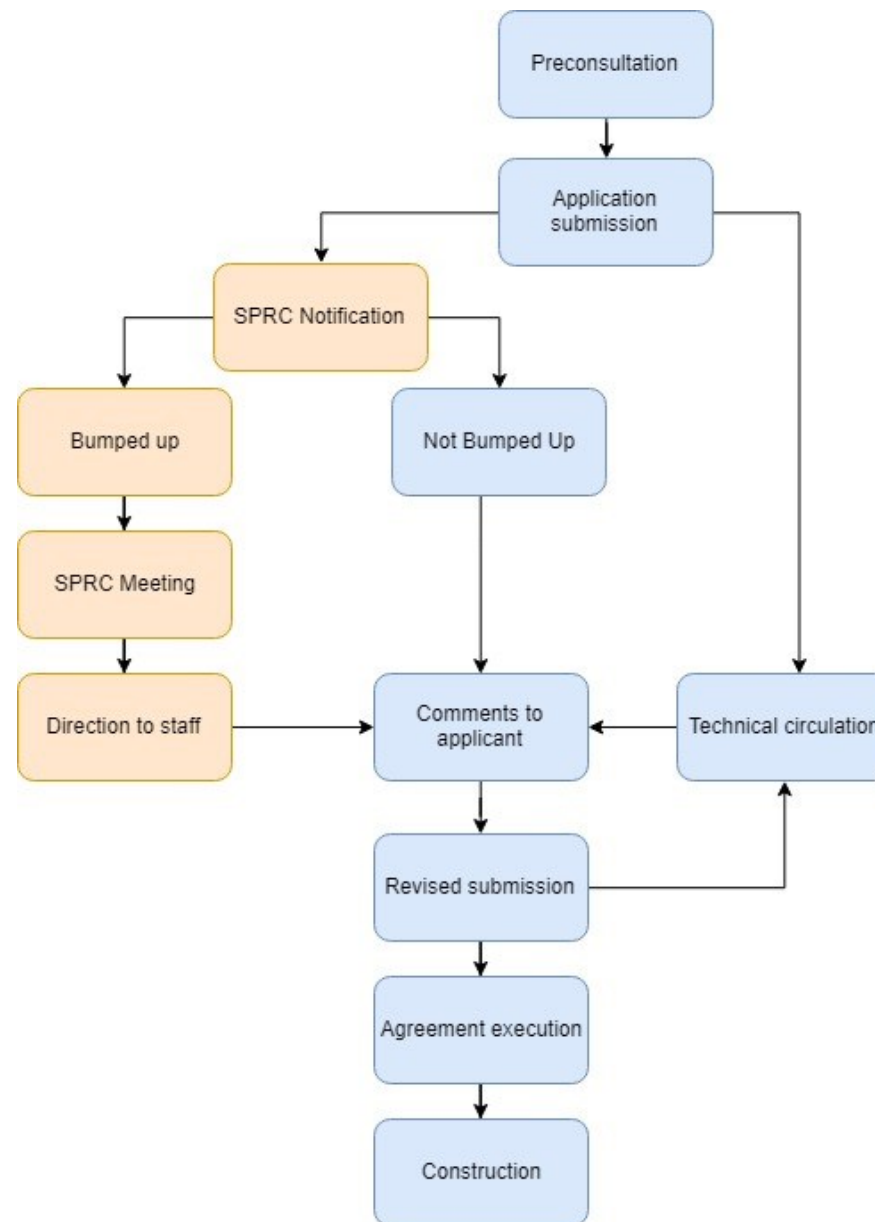 Preconsultation
Application
submission
SPRC Notification
Bumped up
Not Bumped Up
SPRC Meeting
Direction to staff
Comments to
applicant
Technical circulation
Revised submission
Agreement execution
Construction